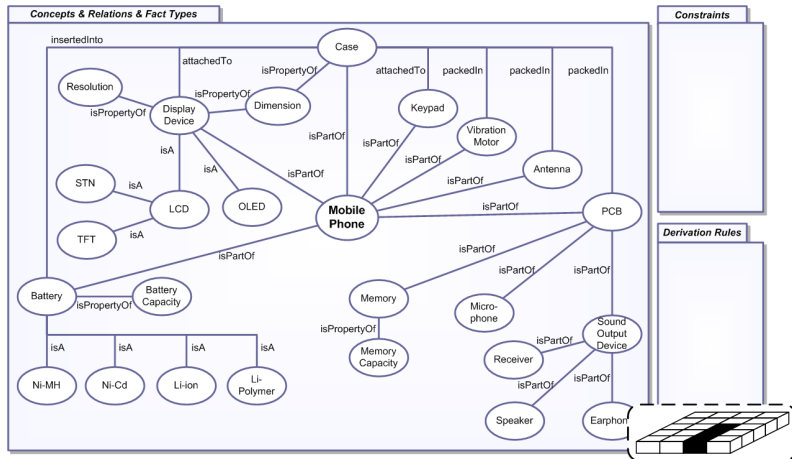 Concepts & Relations & Fact Types
Constraints
insertedInto
Case
attachedTo
isPropertyOf
attachedTo
packedIn
packedIn
packedIn
Resolution
isPropertyOf
isPropertyOf
Display
Device
Dimension
Keypad
Vibration
Motor
isPartOf
isPartOf
isPartOf
isA
isA
isPartOf
isPartOf
Antenna
STN
isA
LCD
OLED
Mobile
Phone
isPartOf
PCB
TFT
isA
Derivation Rules
isPartOf
isPartOf
isPartOf
isPartOf
Battery
isPropertyOf
Battery
Capacity
Memory
Micro-
phone
isPropertyOf
Sound
Output
Device
isA
isA
isA
isA
isPartOf
Receiver
Memory
Capacity
isPartOf
isPartOf
Ni-MH
Ni-Cd
Li-ion
Li-
Polymer
Speaker